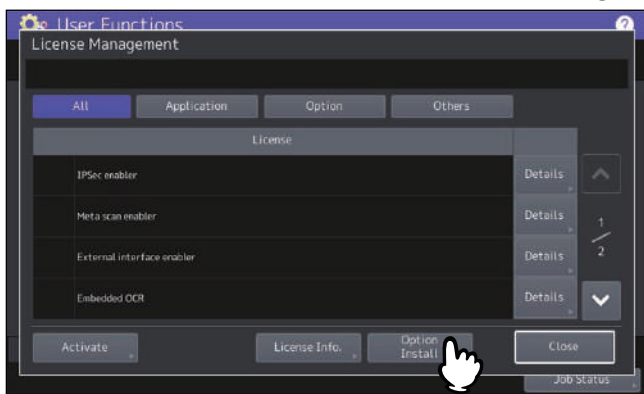 User Functions
?
License Management
All
Application
Option
Others
License
IPSec enabler
Details
Meta scan enabler
Details
1
External interface enabler
Details
2
Embedded OCR
Details
Activate
License Info.
Option
Install
Close
Job Status